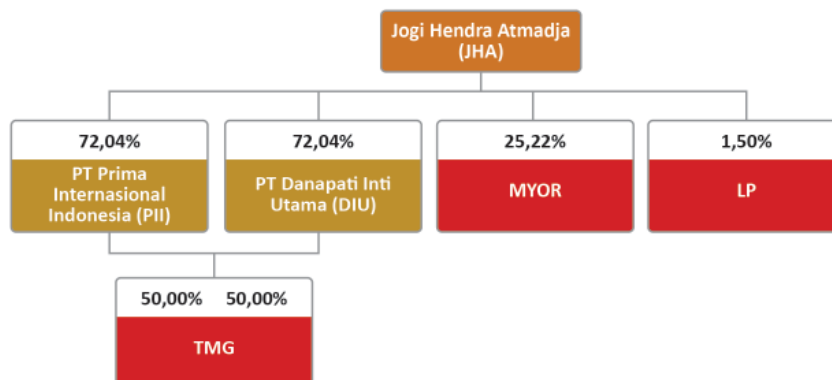 Jogi Hendra Atmadja
(JHA)
72,04%
PT Prima
Internasional
Indonesia (PII)
72,04%
PT Danapati Inti
Utama (DIU)
25,22%
MYOR
1,50%
LP
50,00% 50,00%
TMG